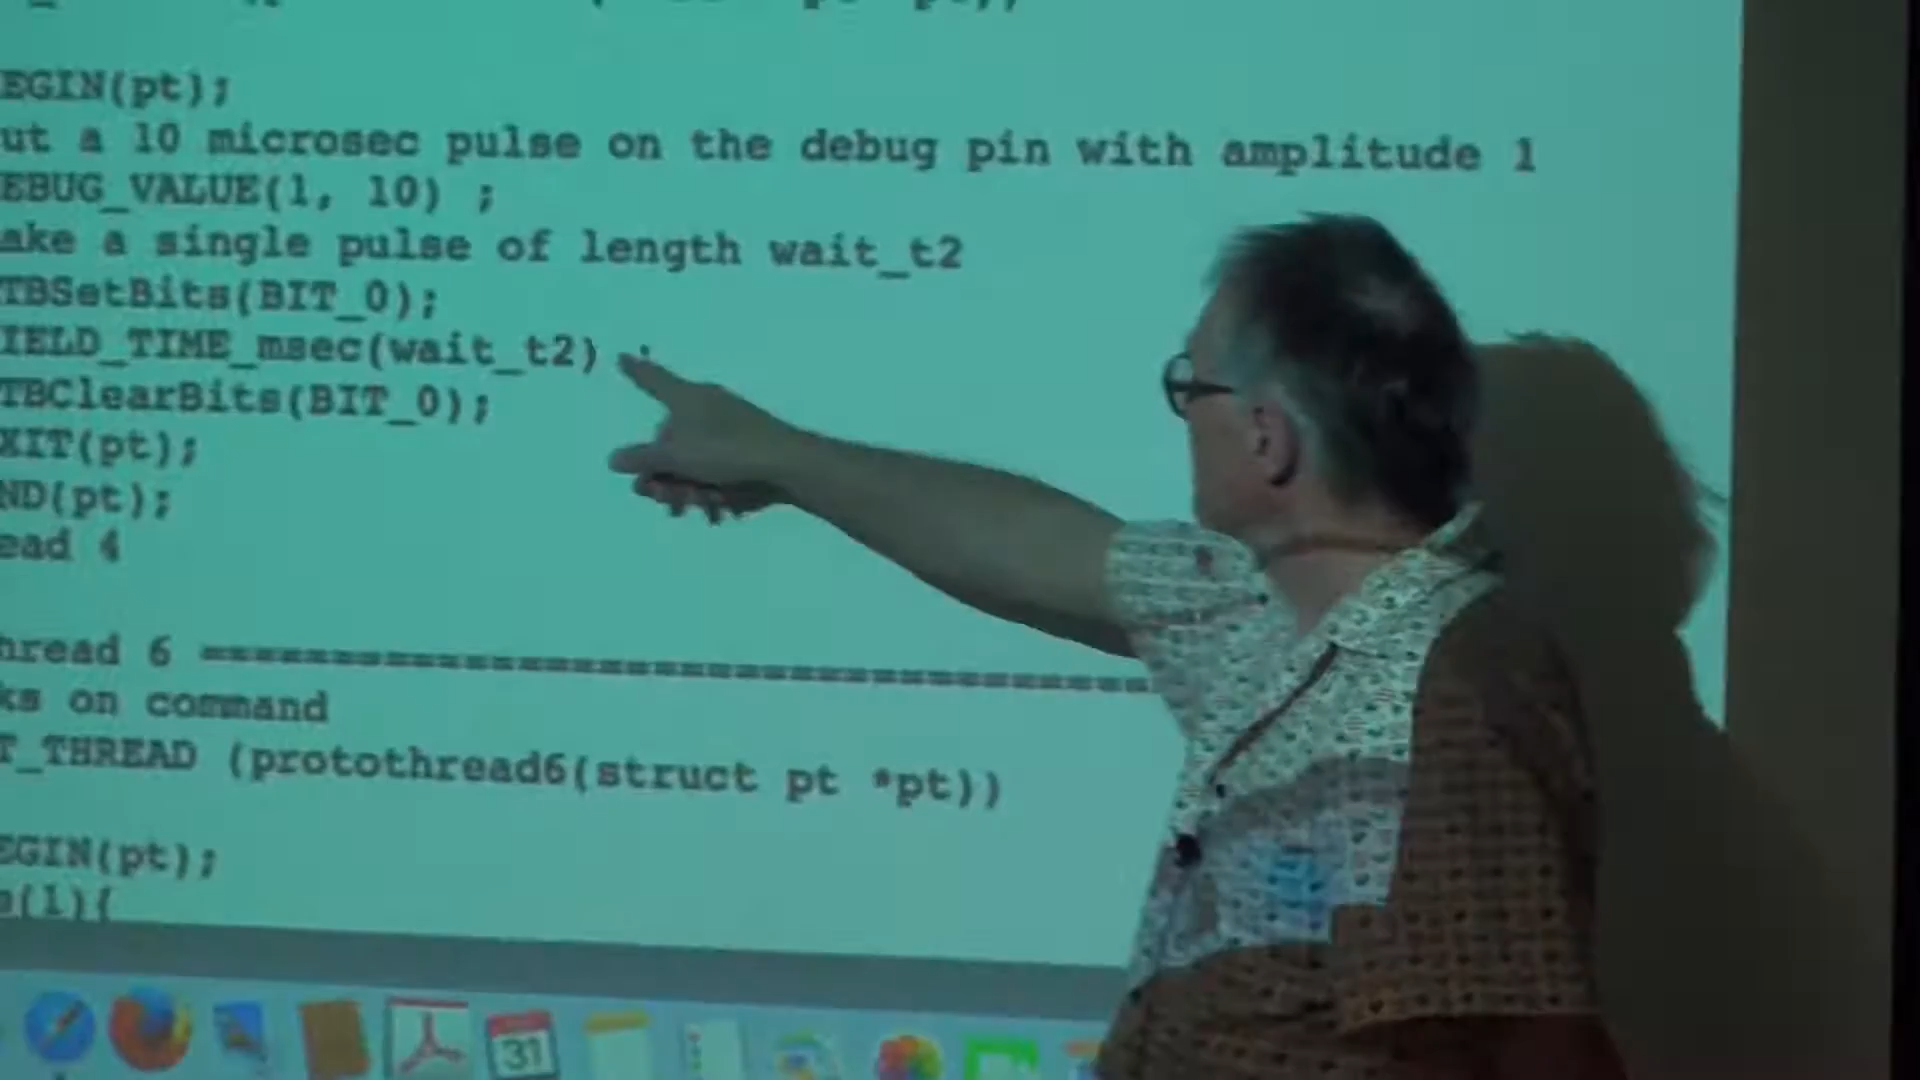 EGIN(pt);
ut a 10 microsec pulse on the debug pin with amplitude 1
EBUG_VALUE(1, 10) ;
ake a single pulse of length wait_t2
TBSetBits(BIT_0);
IELD_TIME_msec(wait_t2) ;
TBClearBits(BIT_0);
XIT(pt);
ND(pt);
ead 4
hread 6 ==================================
ks on command
T_THREAD (protothread6(struct pt *pt))
EGIN(pt);
e(1){
31